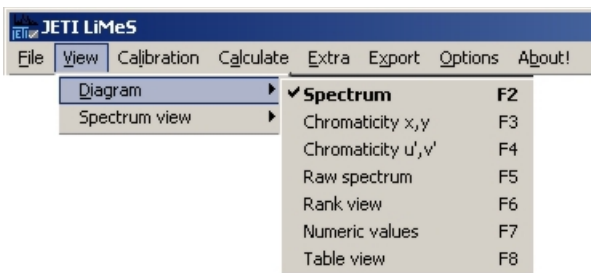 JETI JETI LiMeS
File View Calibration Calculate Extra Export Options About!
Diagram
Spectrum view
Spectrum F2
Chromaticity x,y F3
Chromaticity u',v' F4
Raw spectrum F5
Rank view F6
Numeric values F7
Table view F8